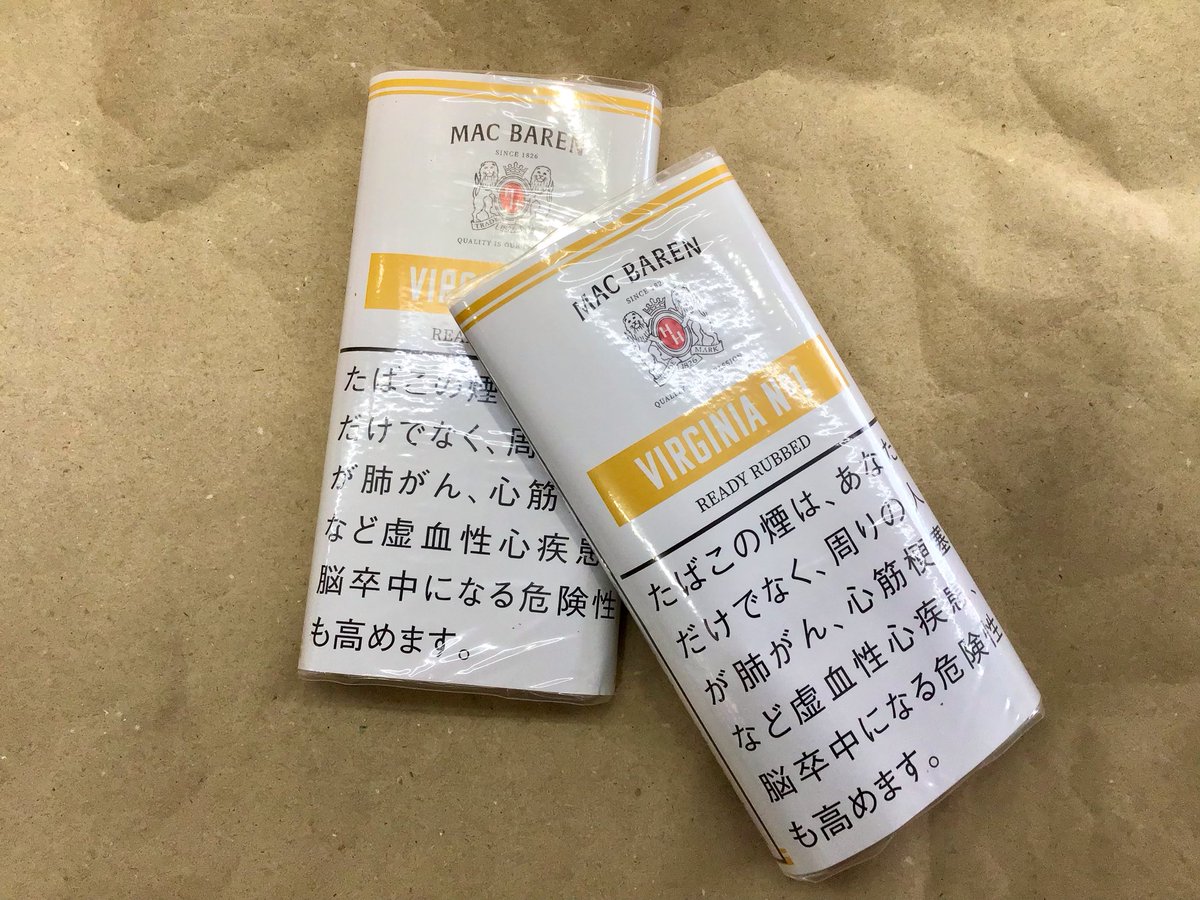 MAC BAREN
SINCE 1826
QUALITY IS OUR
REA
たばこの煙
だけでなく、周
が肺がん、心筋
など虚血性心疾患
脳卒中になる危険性
も高めます。
MAC BAREN
SINCE
HH
MARK
1826
VIRGINIA Nº1
READY RUBBED
たばこの煙は、あなた
だけでなく、周りの人
が肺がん、心筋梗塞
など虚血性心疾患、
脳卒中になる危険性
も高めます。